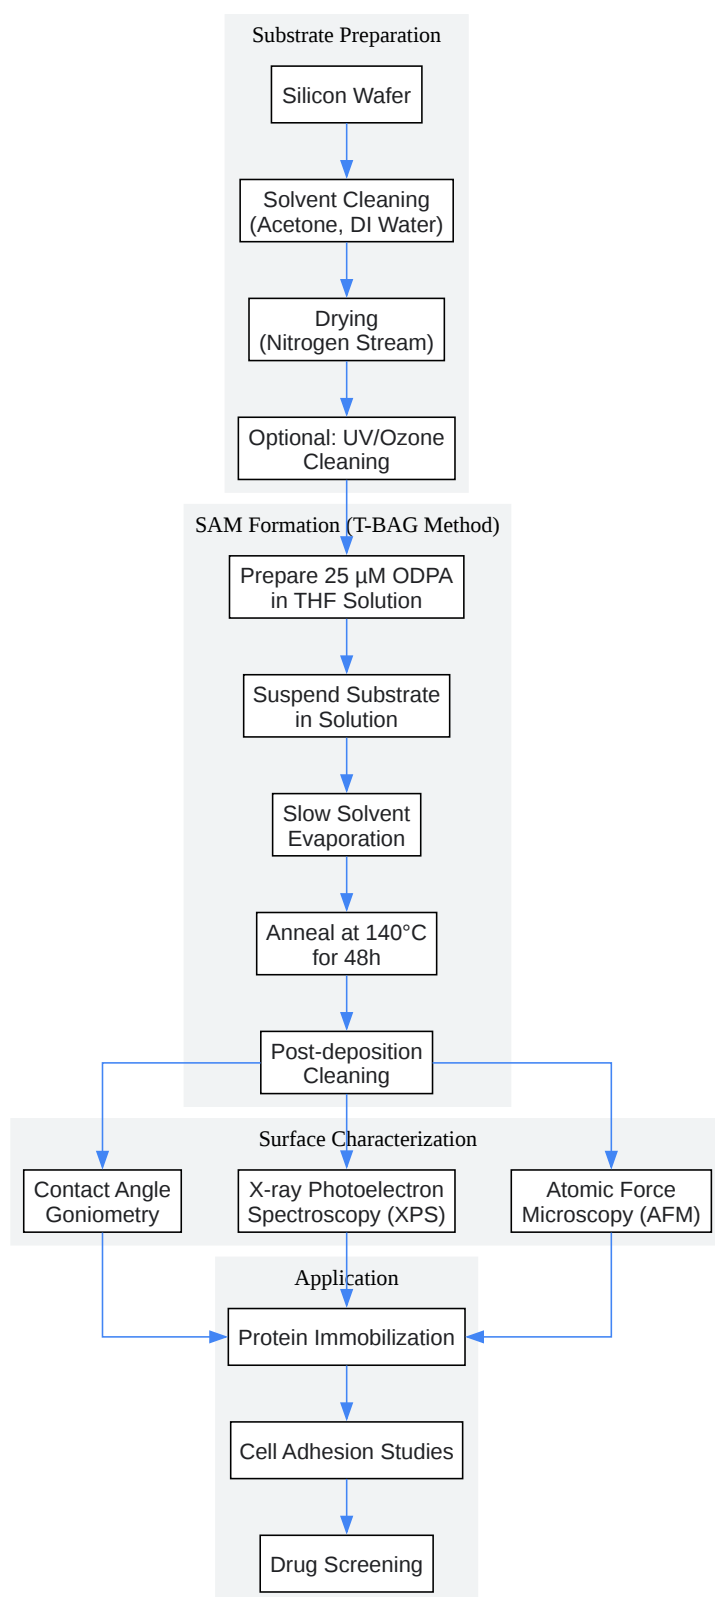 Substrate Preparation
Silicon Wafer
Solvent Cleaning
(Acetone, DI Water)
Drying
(Nitrogen Stream)
Optional: UV/Ozone
Cleaning
SAM Formation (T-BAG Method)
Prepare 25 µM ODPA
in THF Solution
Suspend Substrate
in Solution
Slow Solvent
Evaporation
Anneal at 140°C
for 48h
Post-deposition
Cleaning
Surface Characterization
Contact Angle
Goniometry
X-ray Photoelectron
Spectroscopy (XPS)
Atomic Force
Microscopy (AFM)
Application
Protein Immobilization
Cell Adhesion Studies
Drug Screening